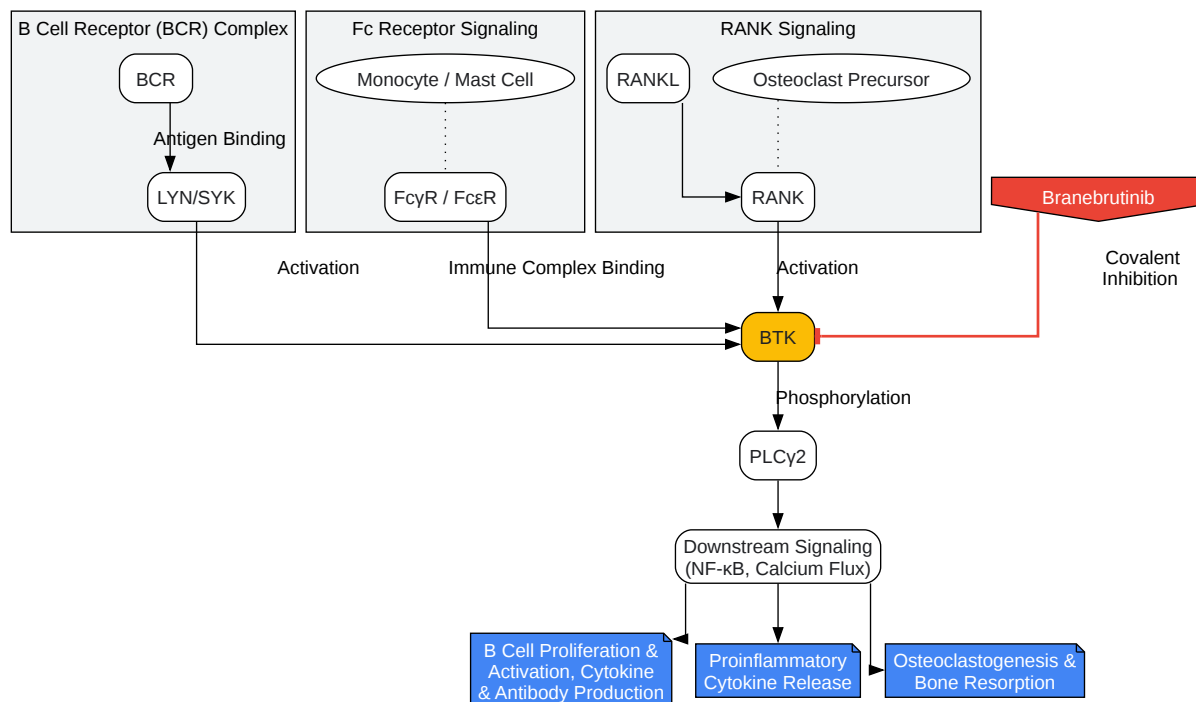 B Cell Receptor (BCR) Complex
Fc Receptor Signaling
RANK Signaling
BCR
Monocyte / Mast Cell
RANKL
Osteoclast Precursor
Antigen Binding
LYN/SYK
FcγR / FcεR
RANK
Branebrutinib
Activation
Immune Complex Binding
Activation
Covalent
Inhibition
BTK
Phosphorylation
PLCγ2
Downstream Signaling
(NF-κB, Calcium Flux)
B Cell Proliferation &
Activation, Cytokine
& Antibody Production
Proinflammatory
Cytokine Release
Osteoclastogenesis &
Bone Resorption